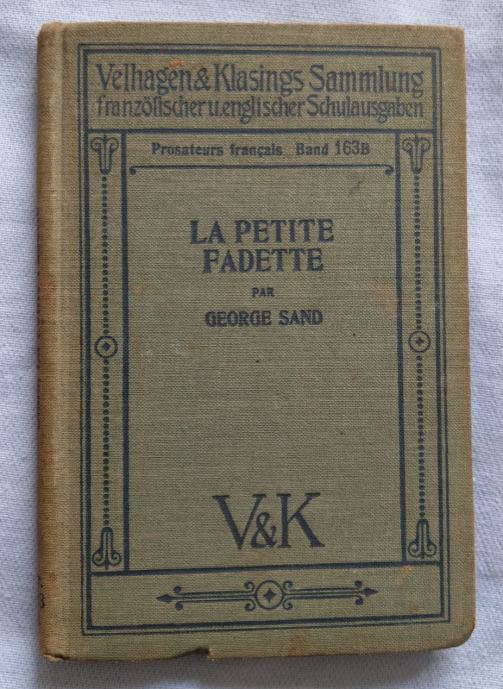 Velhagen & Klasings Sammlung
französischer u. englischer Schulausgaben
Prosateurs français Band 163B
LA PETITE
FADETTE
PAR
GEORGE SAND
V&K